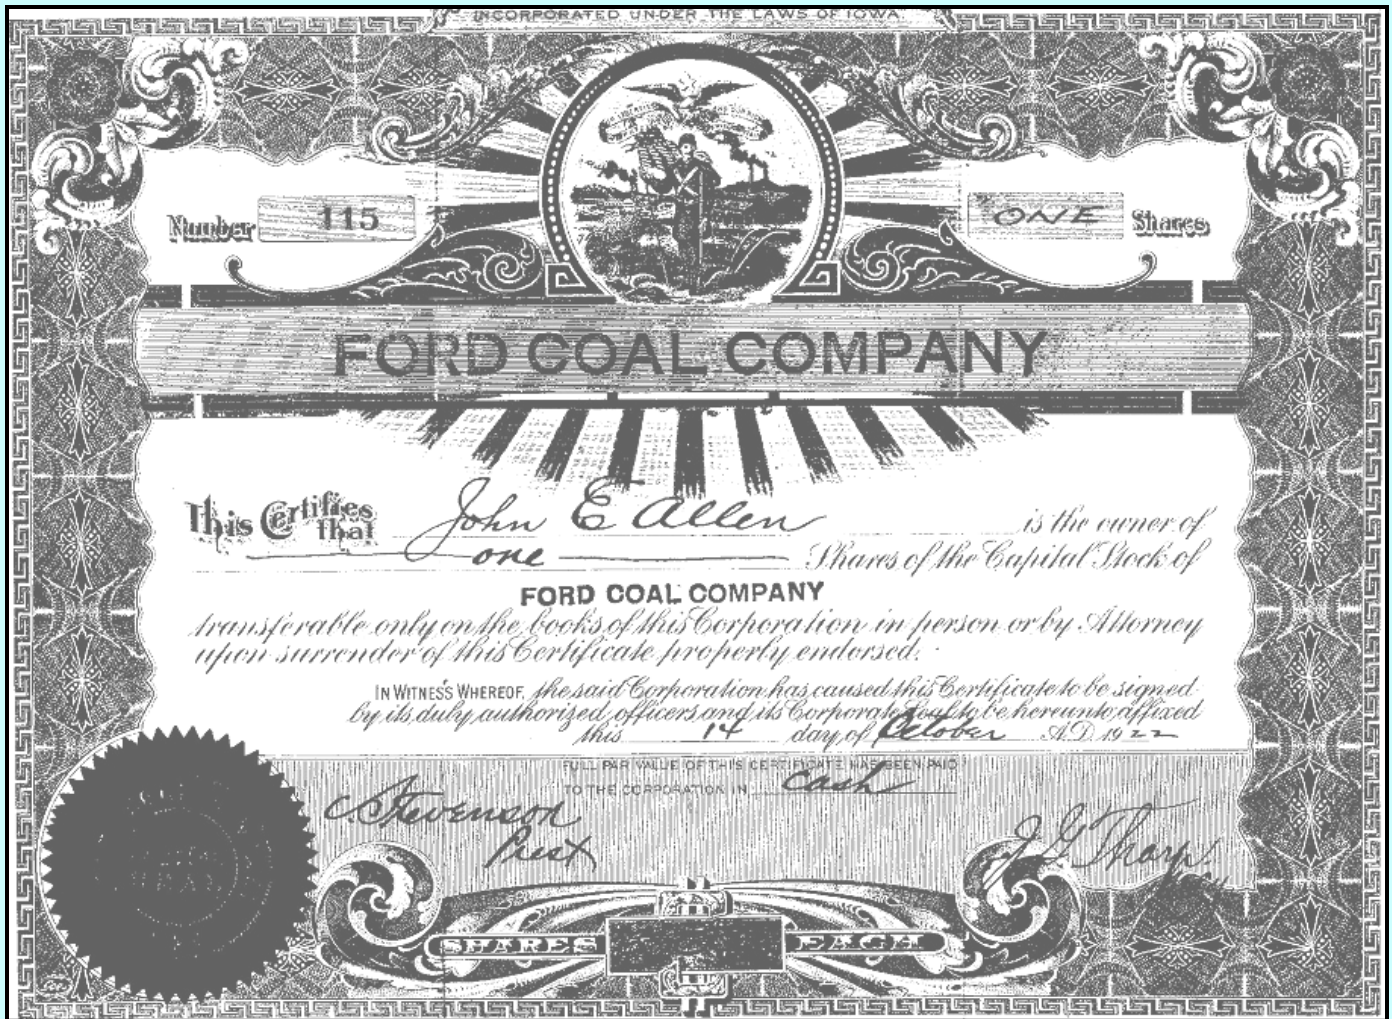 INCORPORATED UNDER THE LAWS OF IOWA
Number 115
ONE Shares
FORD COAL COMPANY
This Certifies that John E Allen is the owner of
one Shares of the Capital Stock of
FORD COAL COMPANY
transferable only on the books of this Corporation in person or by Attorney
upon surrender of this Certificate properly endorsed.
IN WITNESS WHEREOF, the said Corporation has caused this Certificate to be signed
by its duly authorized officers and its Corporate Seal to be hereunto affixed
this 14 day of October A.D. 1922
FULL PAR VALUE OF THIS CERTIFICATE HAS BEEN PAID
TO THE CORPORATION IN cash
C. Stevenson
Prest
J G Tharp
SHARES EACH